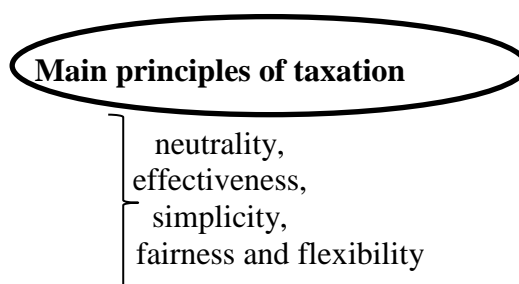 Main principles of taxation
neutrality,
effectiveness,
simplicity,
fairness and flexibility